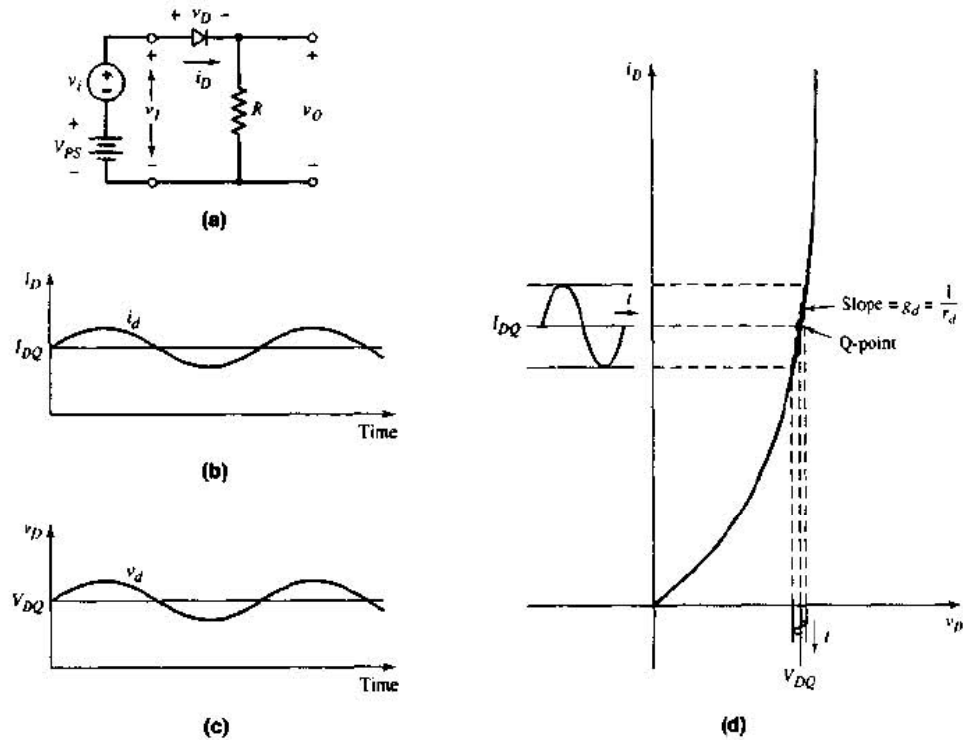 + v_D -
+
i_D
+
v_i
+
-
v_I
R
v_O
+
V_PS
-
-
-
(a)
i_D
i_d
I_DQ
Time
(b)
v_D
v_d
V_DQ
Time
(c)
i_D
t
I_DQ
Slope = g_d = 1/r_d
Q-point
v_D
t
V_DQ
(d)